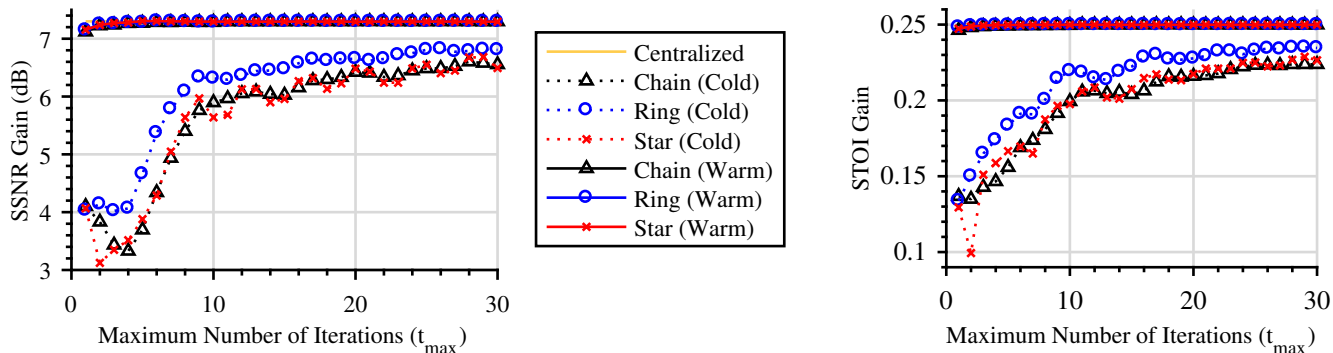 SSNR Gain (dB)
7
6
5
4
3
0
10
20
30
Maximum Number of Iterations (t_max)
Centralized
Chain (Cold)
Ring (Cold)
Star (Cold)
Chain (Warm)
Ring (Warm)
Star (Warm)
STOI Gain
0.25
0.2
0.15
0.1
0
10
20
30
Maximum Number of Iterations (t_max)